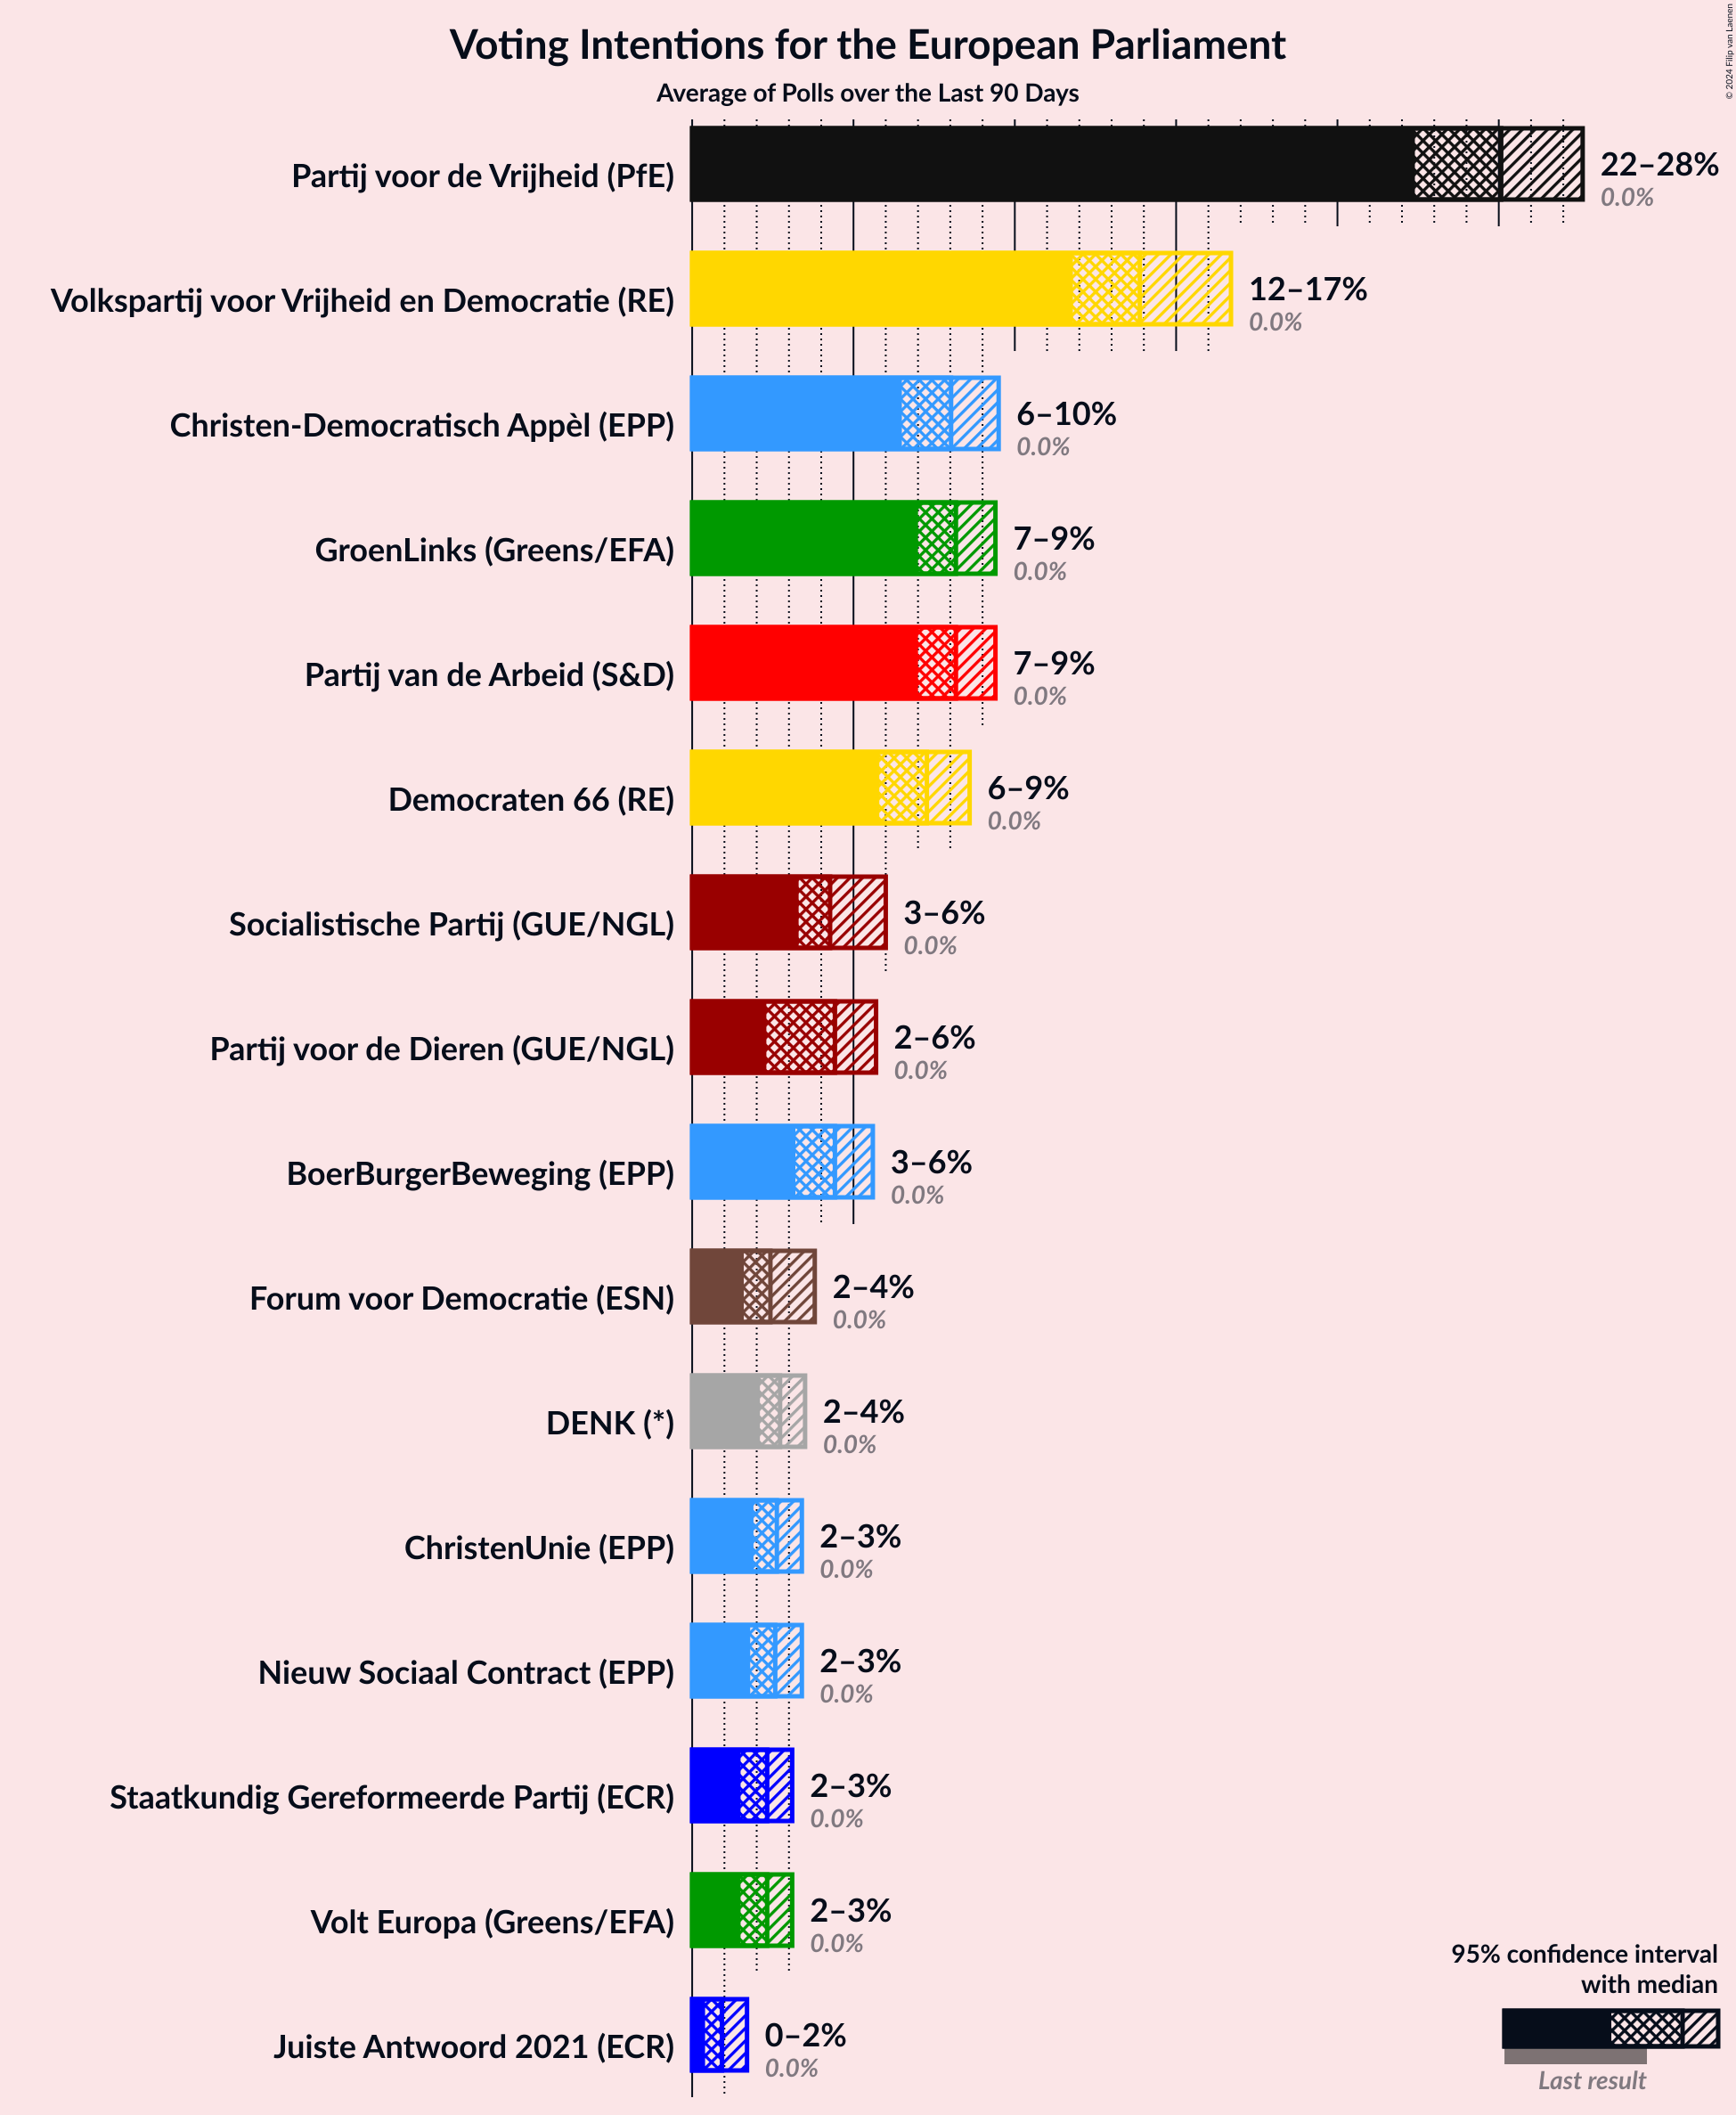 Voting Intentions for the European Parliament
Average of Polls over the Last 90 Days
© 2024 Filip van Laenen
Partij voor de Vrijheid (PfE)
22–28%
0.0%
Volkspartij voor Vrijheid en Democratie (RE)
12–17%
0.0%
Christen-Democratisch Appèl (EPP)
6–10%
0.0%
GroenLinks (Greens/EFA)
7–9%
0.0%
Partij van de Arbeid (S&D)
7–9%
0.0%
Democraten 66 (RE)
6–9%
0.0%
Socialistische Partij (GUE/NGL)
3–6%
0.0%
Partij voor de Dieren (GUE/NGL)
2–6%
0.0%
BoerBurgerBeweging (EPP)
3–6%
0.0%
Forum voor Democratie (ESN)
2–4%
0.0%
DENK (*)
2–4%
0.0%
ChristenUnie (EPP)
2–3%
0.0%
Nieuw Sociaal Contract (EPP)
2–3%
0.0%
Staatkundig Gereformeerde Partij (ECR)
2–3%
0.0%
Volt Europa (Greens/EFA)
2–3%
0.0%
Juiste Antwoord 2021 (ECR)
0–2%
0.0%
95% confidence interval
with median
Last result